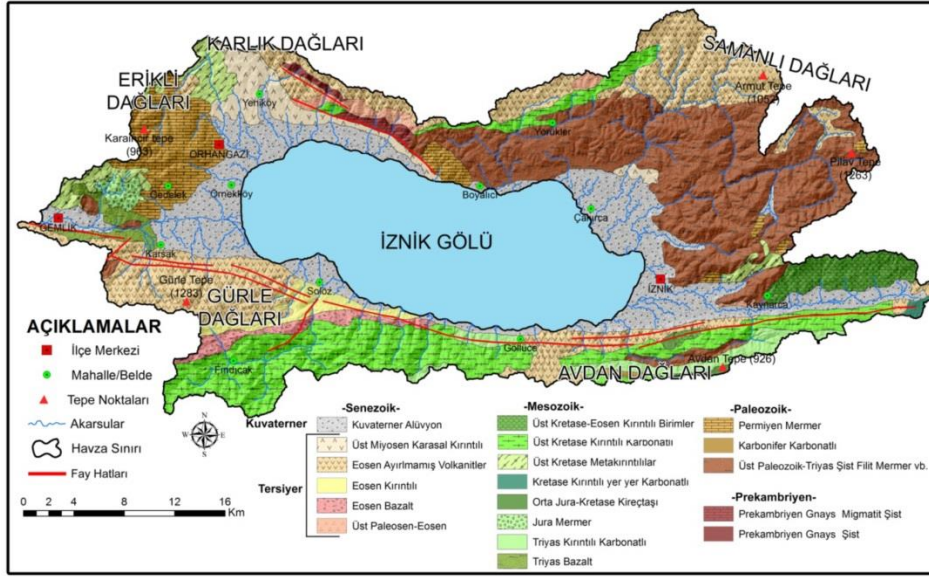 KARLIK DAĞLARI
SAMANLI DAĞLARI
ERİKLİ
DAĞLARI
Armut Tepe
(1052)
Yeniköy
Yörükler
Karalıcır tepe
(963)
ORHANGAZİ
Pilav Tepe
(1263)
Gedelek
Örnekköy
Boyalıcı
Çakırca
GEMLİK
İZNİK GÖLÜ
Karsak
Gürle Tepe
(1283)
Sölöz
İZNİK
Kaynarca
GÜRLE
DAĞLARI
Göllüce
Fındıcak
AVDAN DAĞLARI
Avdan Tepe (926)
AÇIKLAMALAR
İlçe Merkezi
Mahalle/Belde
Tepe Noktaları
Akarsular
Havza Sınırı
Fay Hatları
0 2 4 8 12 16
Km
N
W E
S
-Senezoik-
Kuvaterner
Kuvaterner Alüvyon
Tersiyer
Üst Miyosen Karasal Kırıntılı
Eosen Ayırlmamış Volkanitler
Eosen Kırıntılı
Eosen Bazalt
Üst Paleosen-Eosen
-Mesozoik-
Üst Kretase-Eosen Kırıntılı Birimler
Üst Kretase Kırıntılı Karbonatlı
Üst Kretase Metakırıntılılar
Kretase Kırıntılı yer yer Karbonatlı
Orta Jura-Kretase Kireçtaşı
Jura Mermer
Triyas Kırıntılı Karbonatlı
Triyas Bazalt
-Paleozoik-
Permiyen Mermer
Karbonifer Karbonatlı
Üst Paleozoik-Triyas Şist Filit Mermer vb.
-Prekambriyen-
Prekambriyen Gnays Migmatit Şist
Prekambriyen Gnays Şist